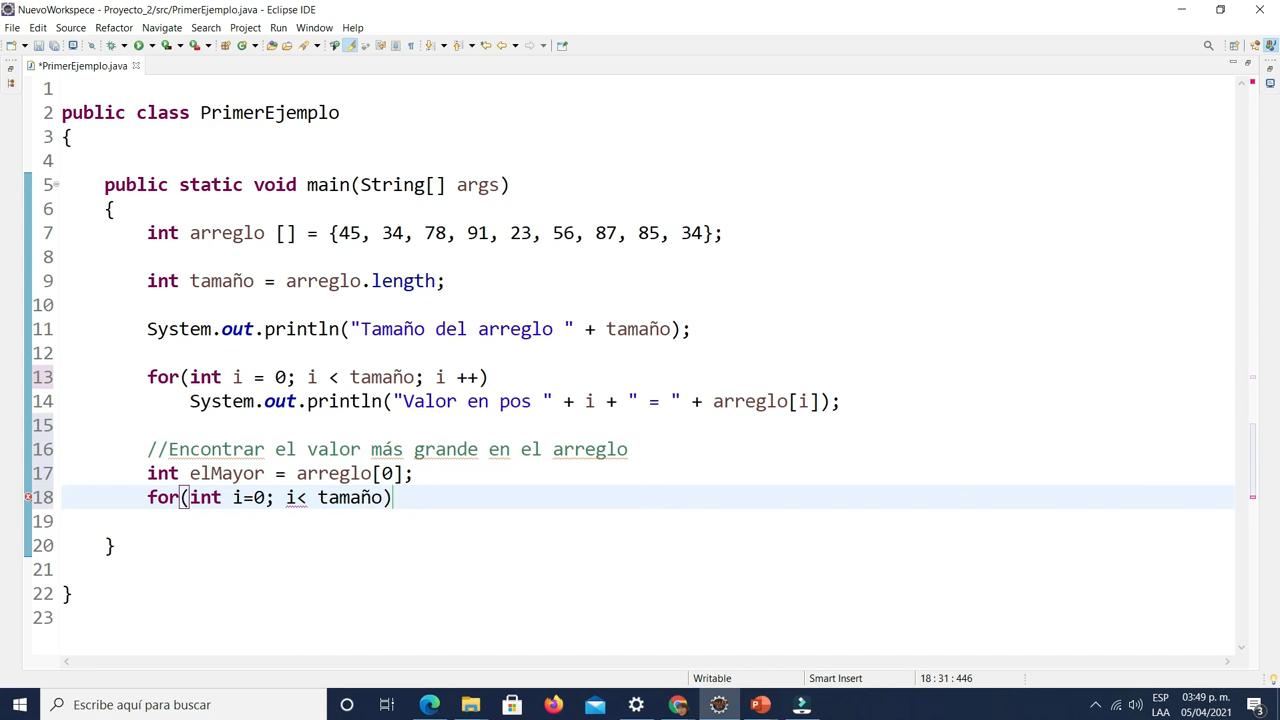 NuevoWorkspece - Proyecto_2/src/PrimerEjemplo.java - Eclipse IDE
File Edit Source Refactor Navigate Search Project Run Window Help
*PrimerEjemplo.java
1
2 public class PrimerEjemplo
3 {
4
5 public static void main(String[] args)
6 {
7 int arreglo [] = {45, 34, 78, 91, 23, 56, 87, 85, 34};
8
9 int tamaño = arreglo.length;
10
11 System.out.println("Tamaño del arreglo " + tamaño);
12
13 for(int i = 0; i < tamaño; i ++)
14 System.out.println("Valor en pos " + i + " = " + arreglo[i]);
15
16 //Encontrar el valor más grande en el arreglo
17 int elMayor = arreglo[0];
18 for(int i=0; i< tamaño)
19
20 }
21
22 }
23
Writable Smart Insert 18 : 31 : 446
Escribe aquí para buscar
ESP 03:49 p. m.
LAA 05/04/2021 3